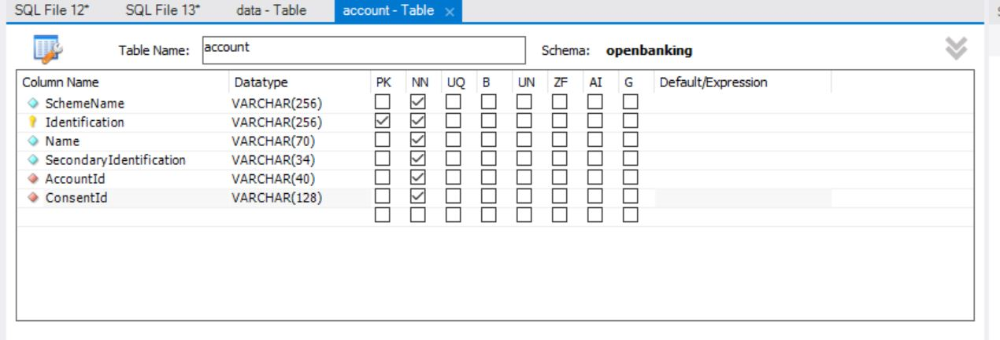 SQL File 12* SQL File 13* data - Table account - Table ×
Table Name: account Schema: openbanking
Column Name Datatype PK NN UQ B UN ZF AI G Default/Expression
SchemeName VARCHAR(256)
Identification VARCHAR(256)
Name VARCHAR(70)
SecondaryIdentification VARCHAR(34)
AccountId VARCHAR(40)
ConsentId VARCHAR(128)